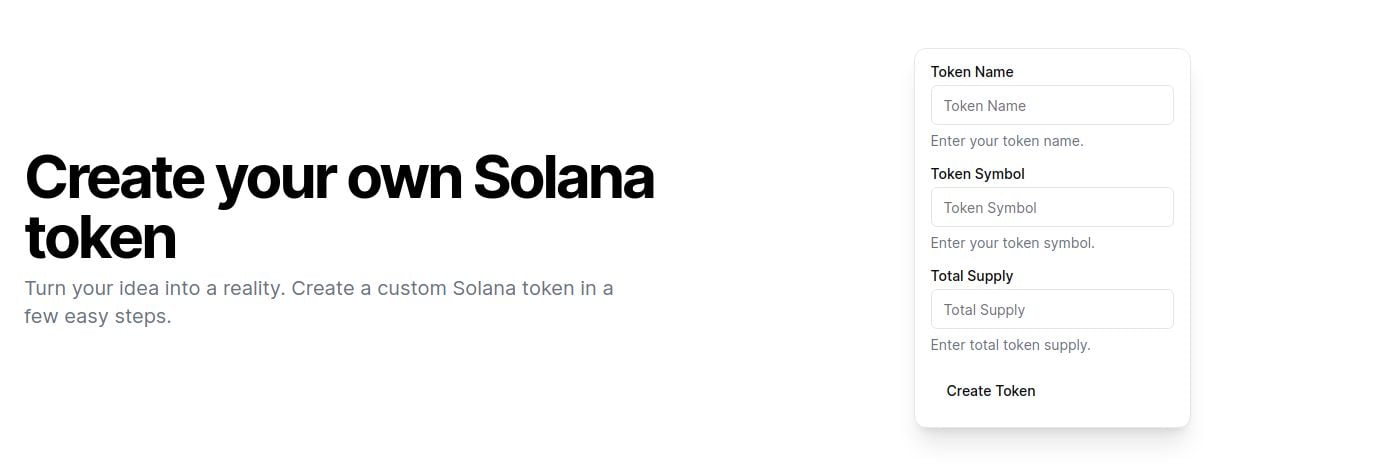 Create your own Solana
token
Turn your idea into a reality. Create a custom Solana token in a
few easy steps.
Token Name
Token Name
Enter your token name.
Token Symbol
Token Symbol
Enter your token symbol.
Total Supply
Total Supply
Enter total token supply.
Create Token